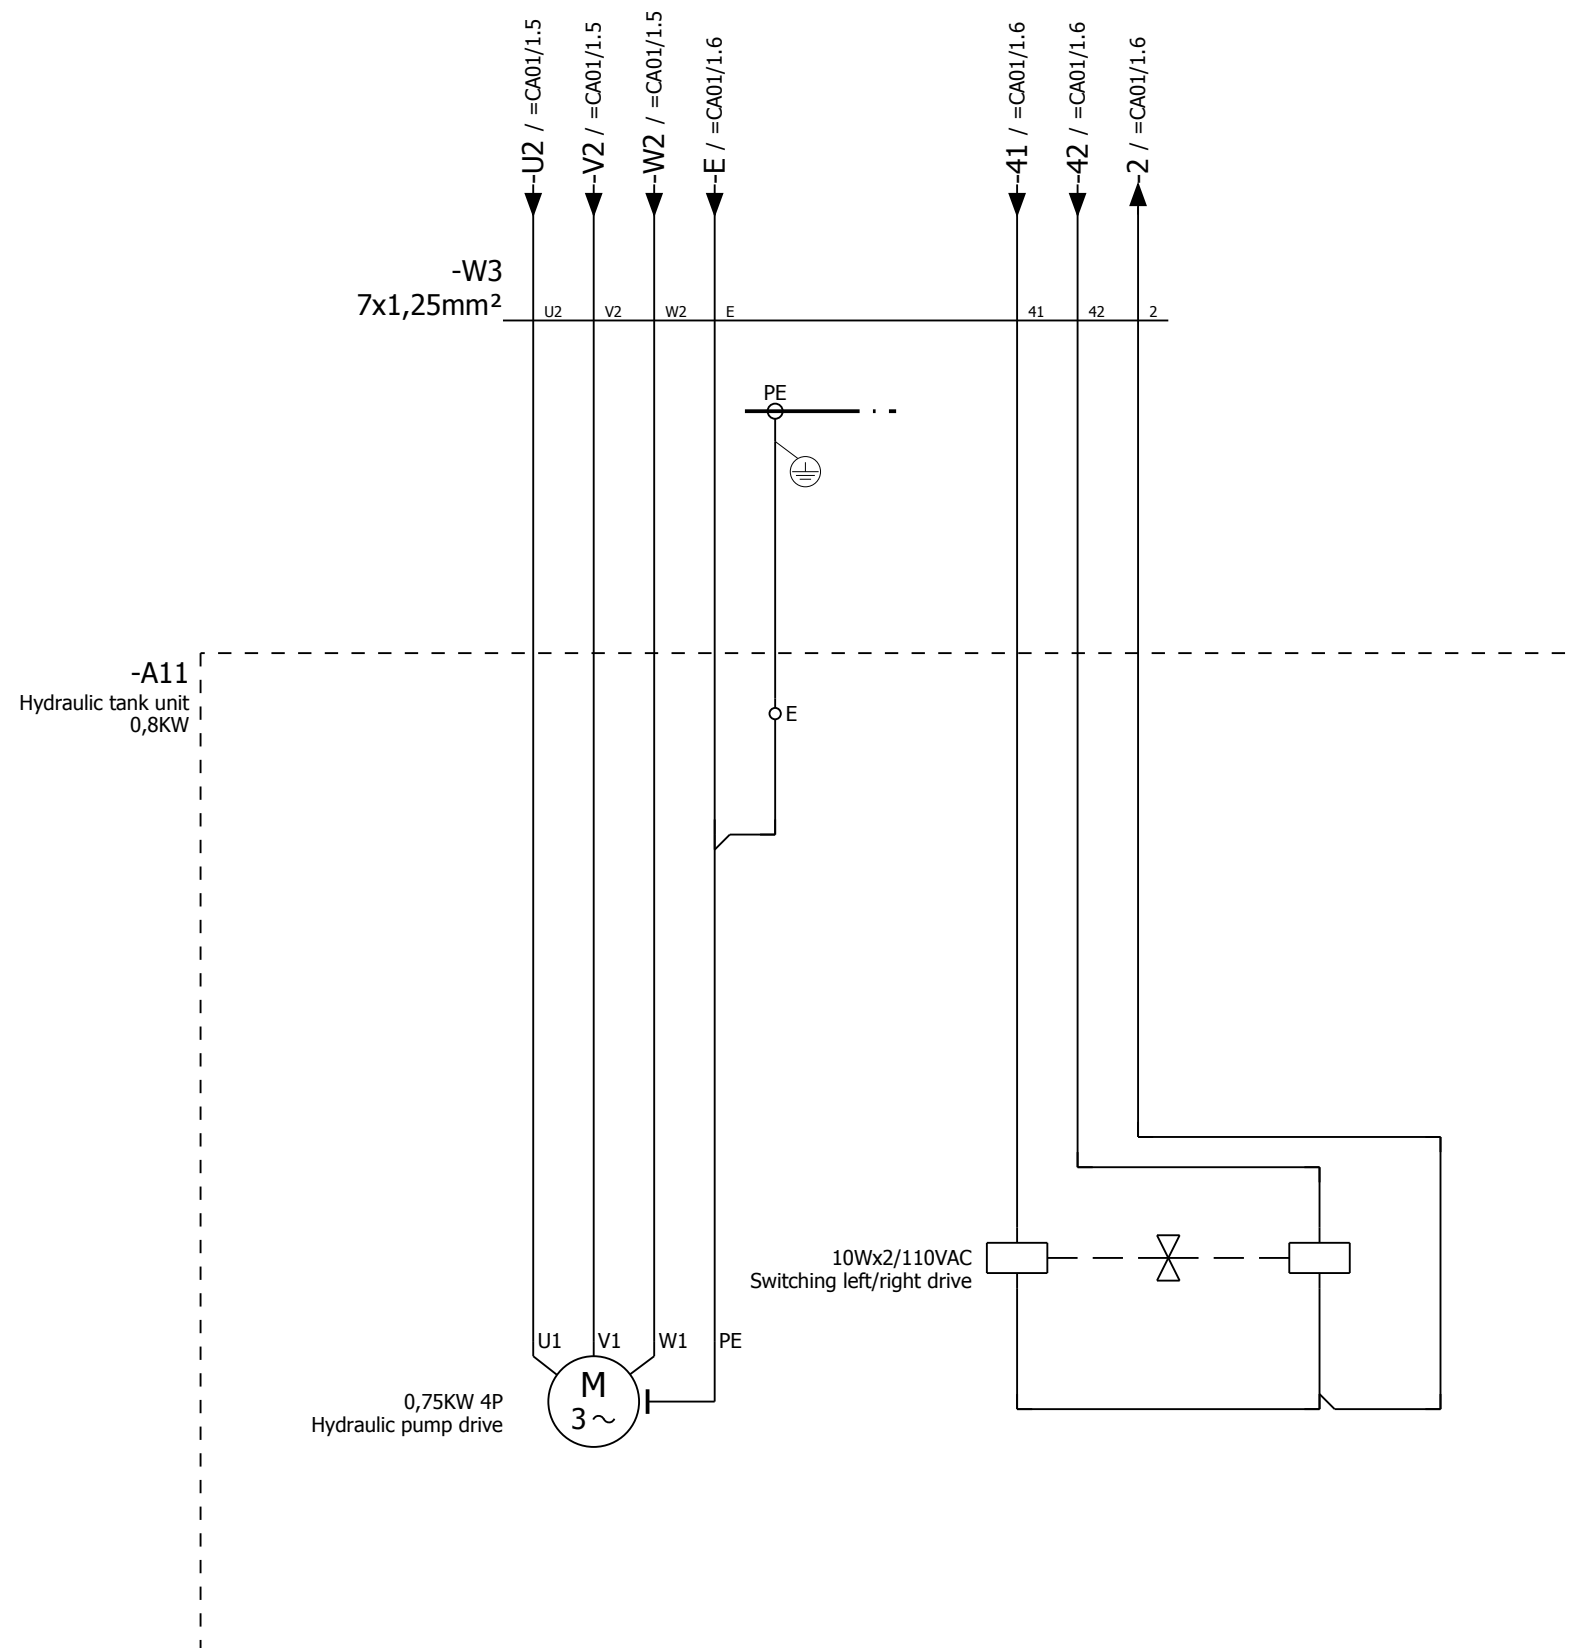 -U2 / =CA01/1.5
-V2 / =CA01/1.5
-W2 / =CA01/1.5
-E / =CA01/1.6
-41 / =CA01/1.6
-42 / =CA01/1.6
-2 / =CA01/1.6
-W3
7x1,25mm²
U2
V2
W2
E
41
42
2
PE
-A11
Hydraulic tank unit
0,8KW
E
10Wx2/110VAC
Switching left/right drive
U1
V1
W1
PE
M
3～
0,75KW 4P
Hydraulic pump drive